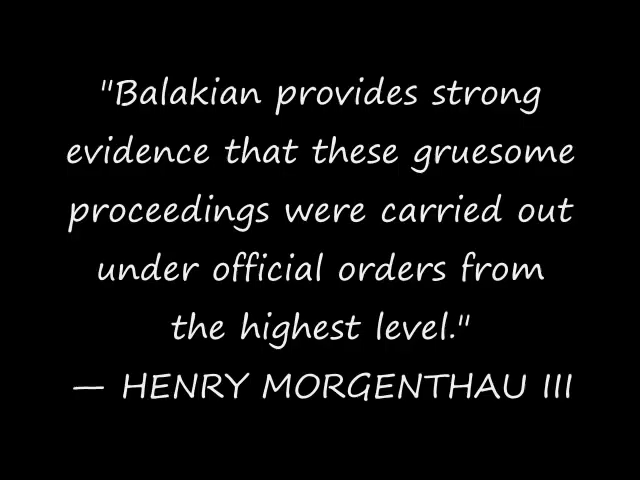 "Balakian provides strong
evidence that these gruesome
proceedings were carried out
under official orders from
the highest level."
— HENRY MORGENTHAU III